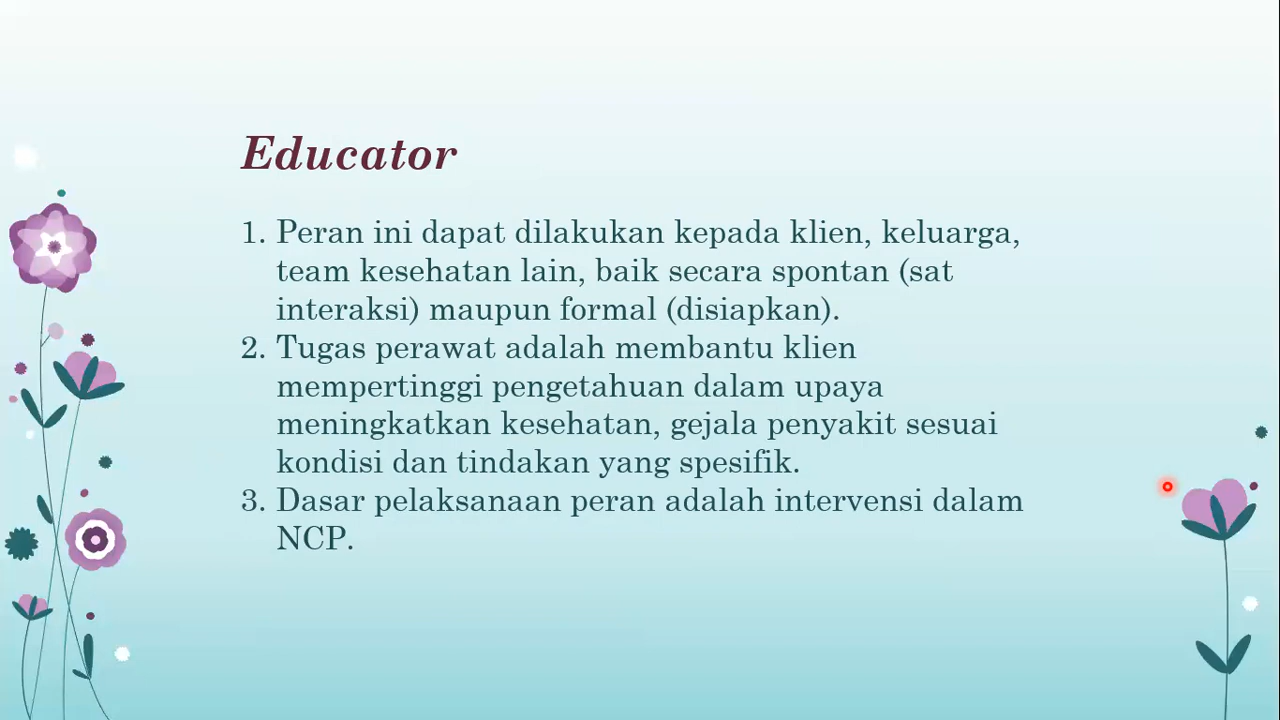 Educator
1. Peran ini dapat dilakukan kepada klien, keluarga,
team kesehatan lain, baik secara spontan (sat
interaksi) maupun formal (disiapkan).
2. Tugas perawat adalah membantu klien
mempertinggi pengetahuan dalam upaya
meningkatkan kesehatan, gejala penyakit sesuai
kondisi dan tindakan yang spesifik.
3. Dasar pelaksanaan peran adalah intervensi dalam
NCP.